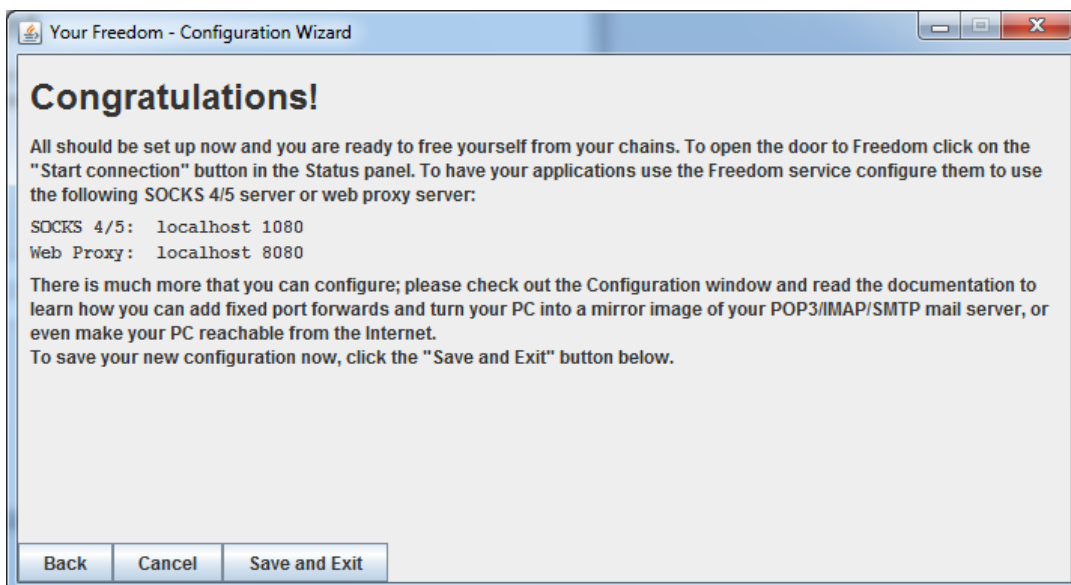 Your Freedom - Configuration Wizard
Congratulations!
All should be set up now and you are ready to free yourself from your chains. To open the door to Freedom click on the
"Start connection" button in the Status panel. To have your applications use the Freedom service configure them to use
the following SOCKS 4/5 server or web proxy server:
SOCKS 4/5:  localhost 1080
Web Proxy:  localhost 8080
There is much more that you can configure; please check out the Configuration window and read the documentation to
learn how you can add fixed port forwards and turn your PC into a mirror image of your POP3/IMAP/SMTP mail server, or
even make your PC reachable from the Internet.
To save your new configuration now, click the "Save and Exit" button below.
Back Cancel Save and Exit